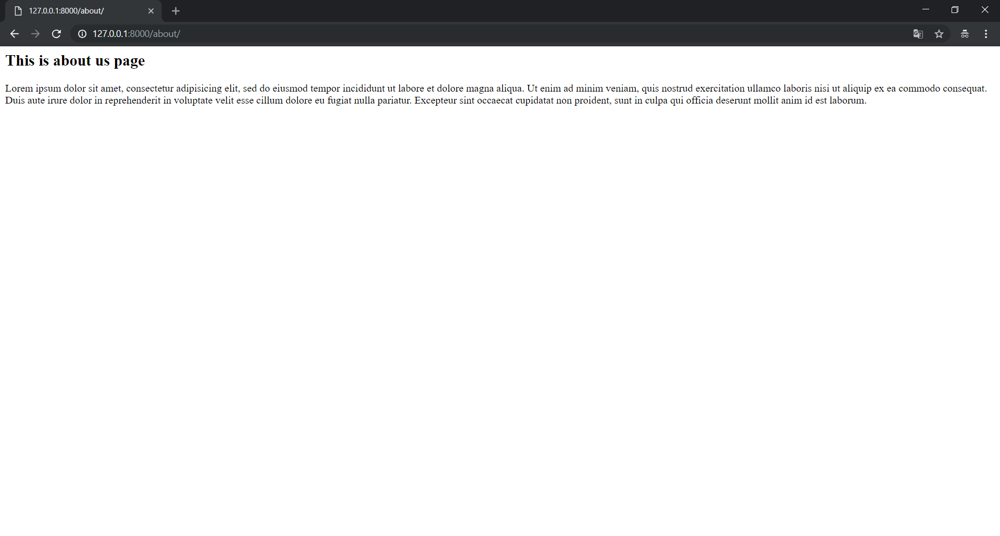 127.0.0.1:8000/about/
127.0.0.1:8000/about/
This is about us page
Lorem ipsum dolor sit amet, consectetur adipisicing elit, sed do eiusmod tempor incididunt ut labore et dolore magna aliqua. Ut enim ad minim veniam, quis nostrud exercitation ullamco laboris nisi ut aliquip ex ea commodo consequat.
Duis aute irure dolor in reprehenderit in voluptate velit esse cillum dolore eu fugiat nulla pariatur. Excepteur sint occaecat cupidatat non proident, sunt in culpa qui officia deserunt mollit anim id est laborum.